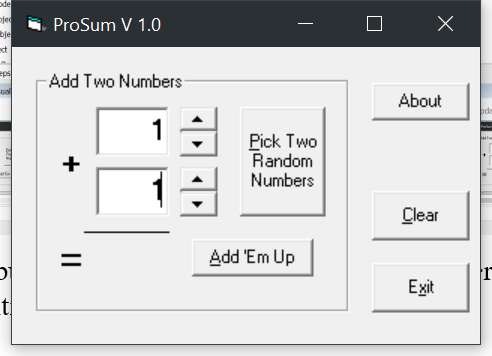 ProSum V 1.0
Add Two Numbers
1
+
1
=
Pick Two
Random
Numbers
Add 'Em Up
About
Clear
Exit